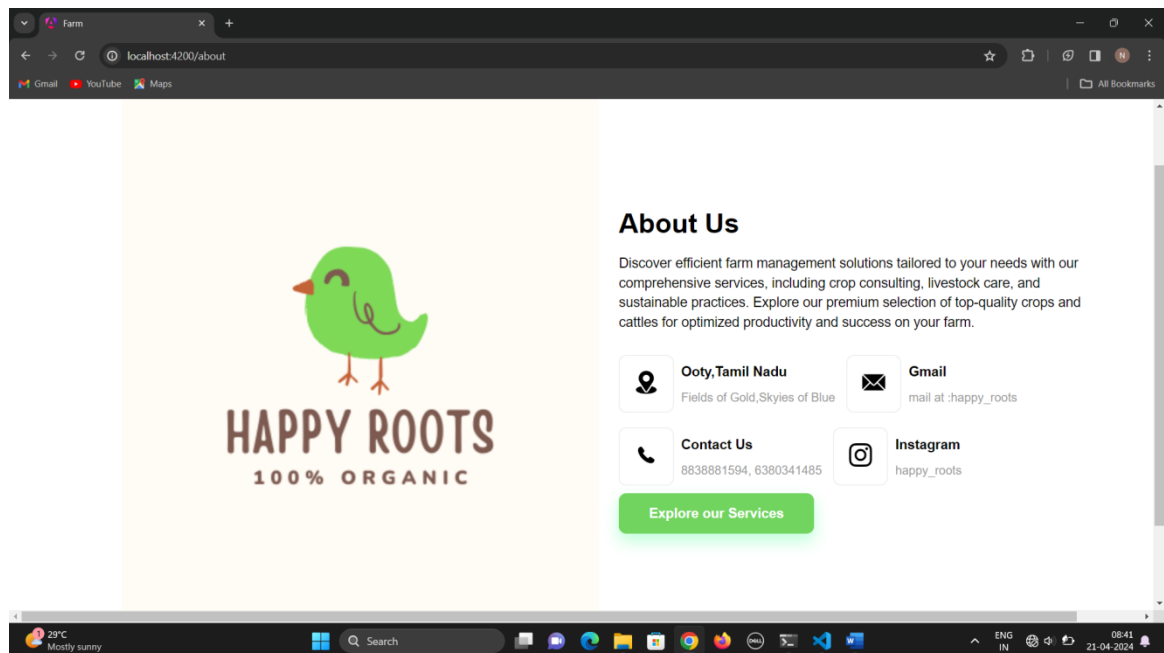 Farm
localhost:4200/about
N
Gmail YouTube Maps
All Bookmarks
HAPPY ROOTS
100% ORGANIC
About Us
Discover efficient farm management solutions tailored to your needs with our
comprehensive services, including crop consulting, livestock care, and
sustainable practices. Explore our premium selection of top-quality crops and
cattles for optimized productivity and success on your farm.
Ooty,Tamil Nadu
Fields of Gold,Skyies of Blue
Gmail
mail at :happy_roots
Contact Us
8838881594, 6380341485
Instagram
happy_roots
Explore our Services
1
29°C
Mostly sunny
Search
DELL
ENG
IN
08:41
21-04-2024